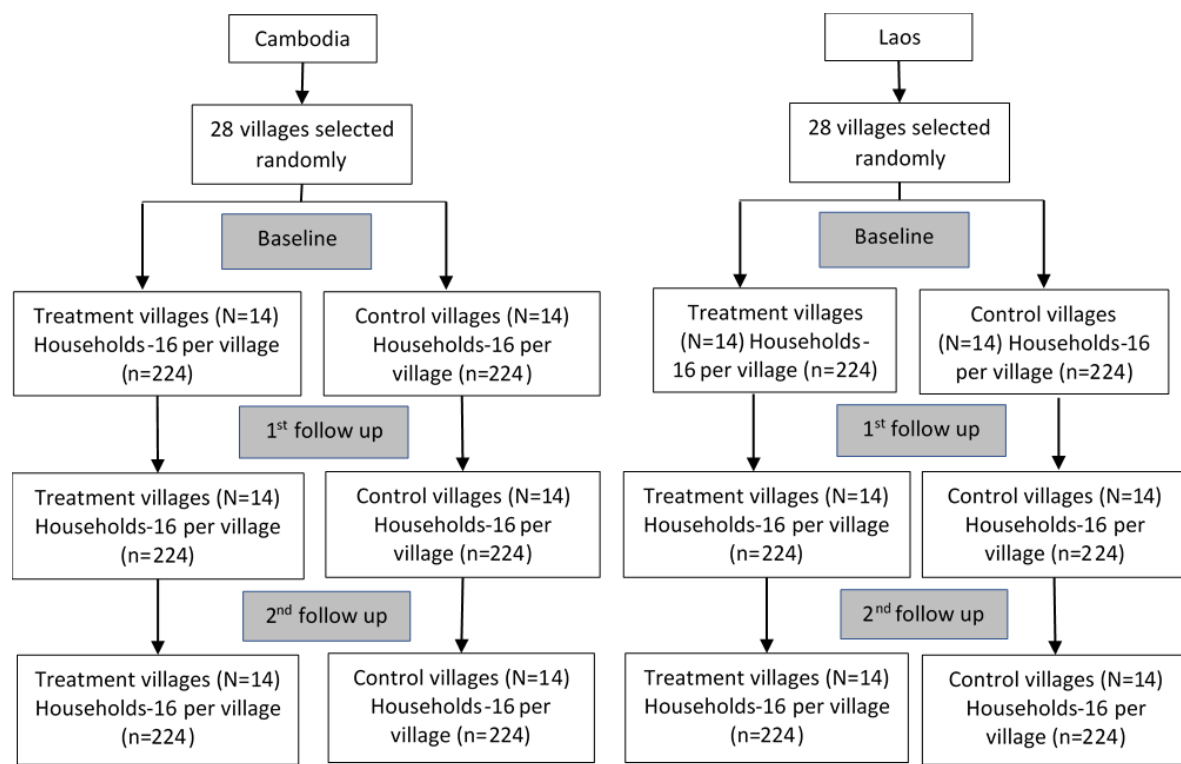 Cambodia
28 villages selected
randomly
Baseline
Treatment villages (N=14)
Households-16 per village
(n=224)
Control villages (N=14)
Households-16 per
village (n=224)
1st follow up
Treatment villages (N=14)
Households-16 per village
(n=224)
Control villages (N=14)
Households-16 per
village (n=224)
2nd follow up
Treatment villages (N=14)
Households-16 per village
(n=224)
Control villages (N=14)
Households-16 per
village (n=224)
Laos
28 villages selected
randomly
Baseline
Treatment villages
(N=14) Households-
16 per village (n=224)
Control villages
(N=14) Households-16
per village (n=224)
1st follow up
Treatment villages (N=14)
Households-16 per village
(n=224)
Control villages (N=14)
Households-16 per
village (n=224)
2nd follow up
Treatment villages (N=14)
Households-16 per village
(n=224)
Control villages (N=14)
Households-16 per
village (n=224)